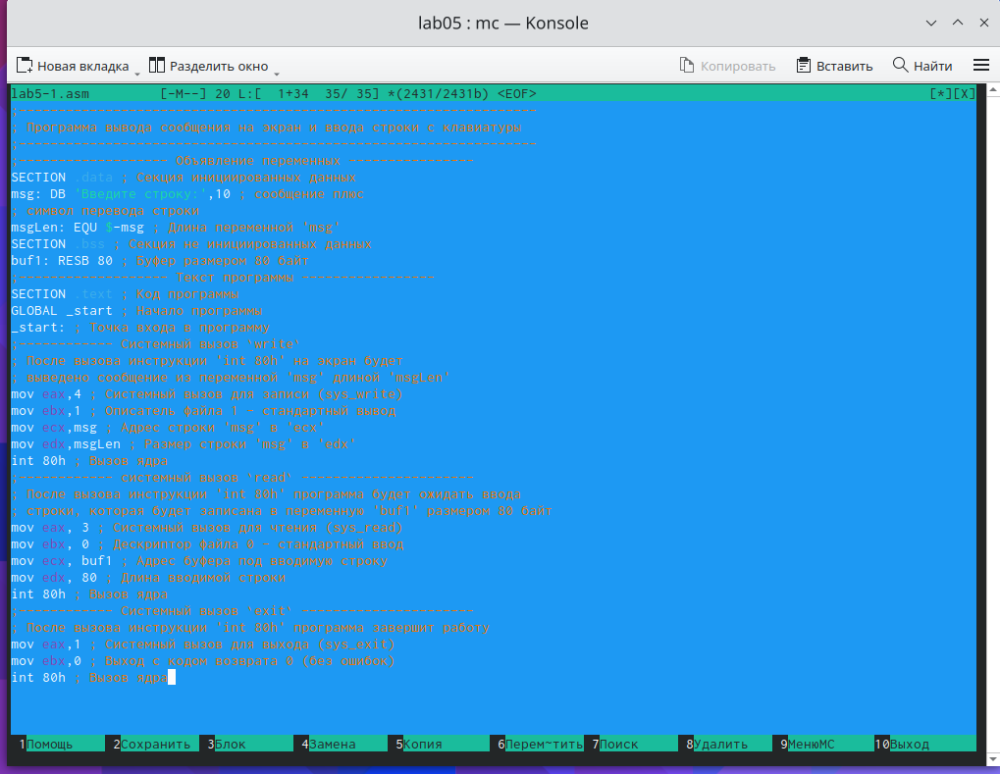 lab05 : mc — Konsole
Новая вкладка Разделить окно Копировать Вставить Найти
lab5-1.asm [-M--] 20 L:[ 1+34 35/ 35] *(2431/2431b) <EOF> [*][X]
;------------------------------------------------------------------
; Программа вывода сообщения на экран и ввода строки с клавиатуры
;------------------------------------------------------------------
;------------------- Объявление переменных ----------------
SECTION .data ; Секция инициированных данных
msg: DB 'Введите строку:',10 ; сообщение плюс
; символ перевода строки
msgLen: EQU $-msg ; Длина переменной 'msg'
SECTION .bss ; Секция не инициированных данных
buf1: RESB 80 ; Буфер размером 80 байт
;------------------- Текст программы -----------------
SECTION .text ; Код программы
GLOBAL _start ; Начало программы
_start: ; Точка входа в программу
;------------ Системный вызов `write`
; После вызова инструкции 'int 80h' на экран будет
; выведено сообщение из переменной 'msg' длиной 'msgLen'
mov eax,4 ; Системный вызов для записи (sys_write)
mov ebx,1 ; Описатель файла 1 - стандартный вывод
mov ecx,msg ; Адрес строки 'msg' в 'ecx'
mov edx,msgLen ; Размер строки 'msg' в 'edx'
int 80h ; Вызов ядра
;------------ системный вызов `read` ----------------------
; После вызова инструкции 'int 80h' программа будет ожидать ввода
; строки, которая будет записана в переменную 'buf1' размером 80 байт
mov eax, 3 ; Системный вызов для чтения (sys_read)
mov ebx, 0 ; Дескриптор файла 0 - стандартный ввод
mov ecx, buf1 ; Адрес буфера под вводимую строку
mov edx, 80 ; Длина вводимой строки
int 80h ; Вызов ядра
;------------ Системный вызов `exit` ----------------------
; После вызова инструкции 'int 80h' программа завершит работу
mov eax,1 ; Системный вызов для выхода (sys_exit)
mov ebx,0 ; Выход с кодом возврата 0 (без ошибок)
int 80h ; Вызов ядра
1Помощь 2Сохранить 3Блок 4Замена 5Копия 6Перем~тить 7Поиск 8Удалить 9МенюMC 10Выход